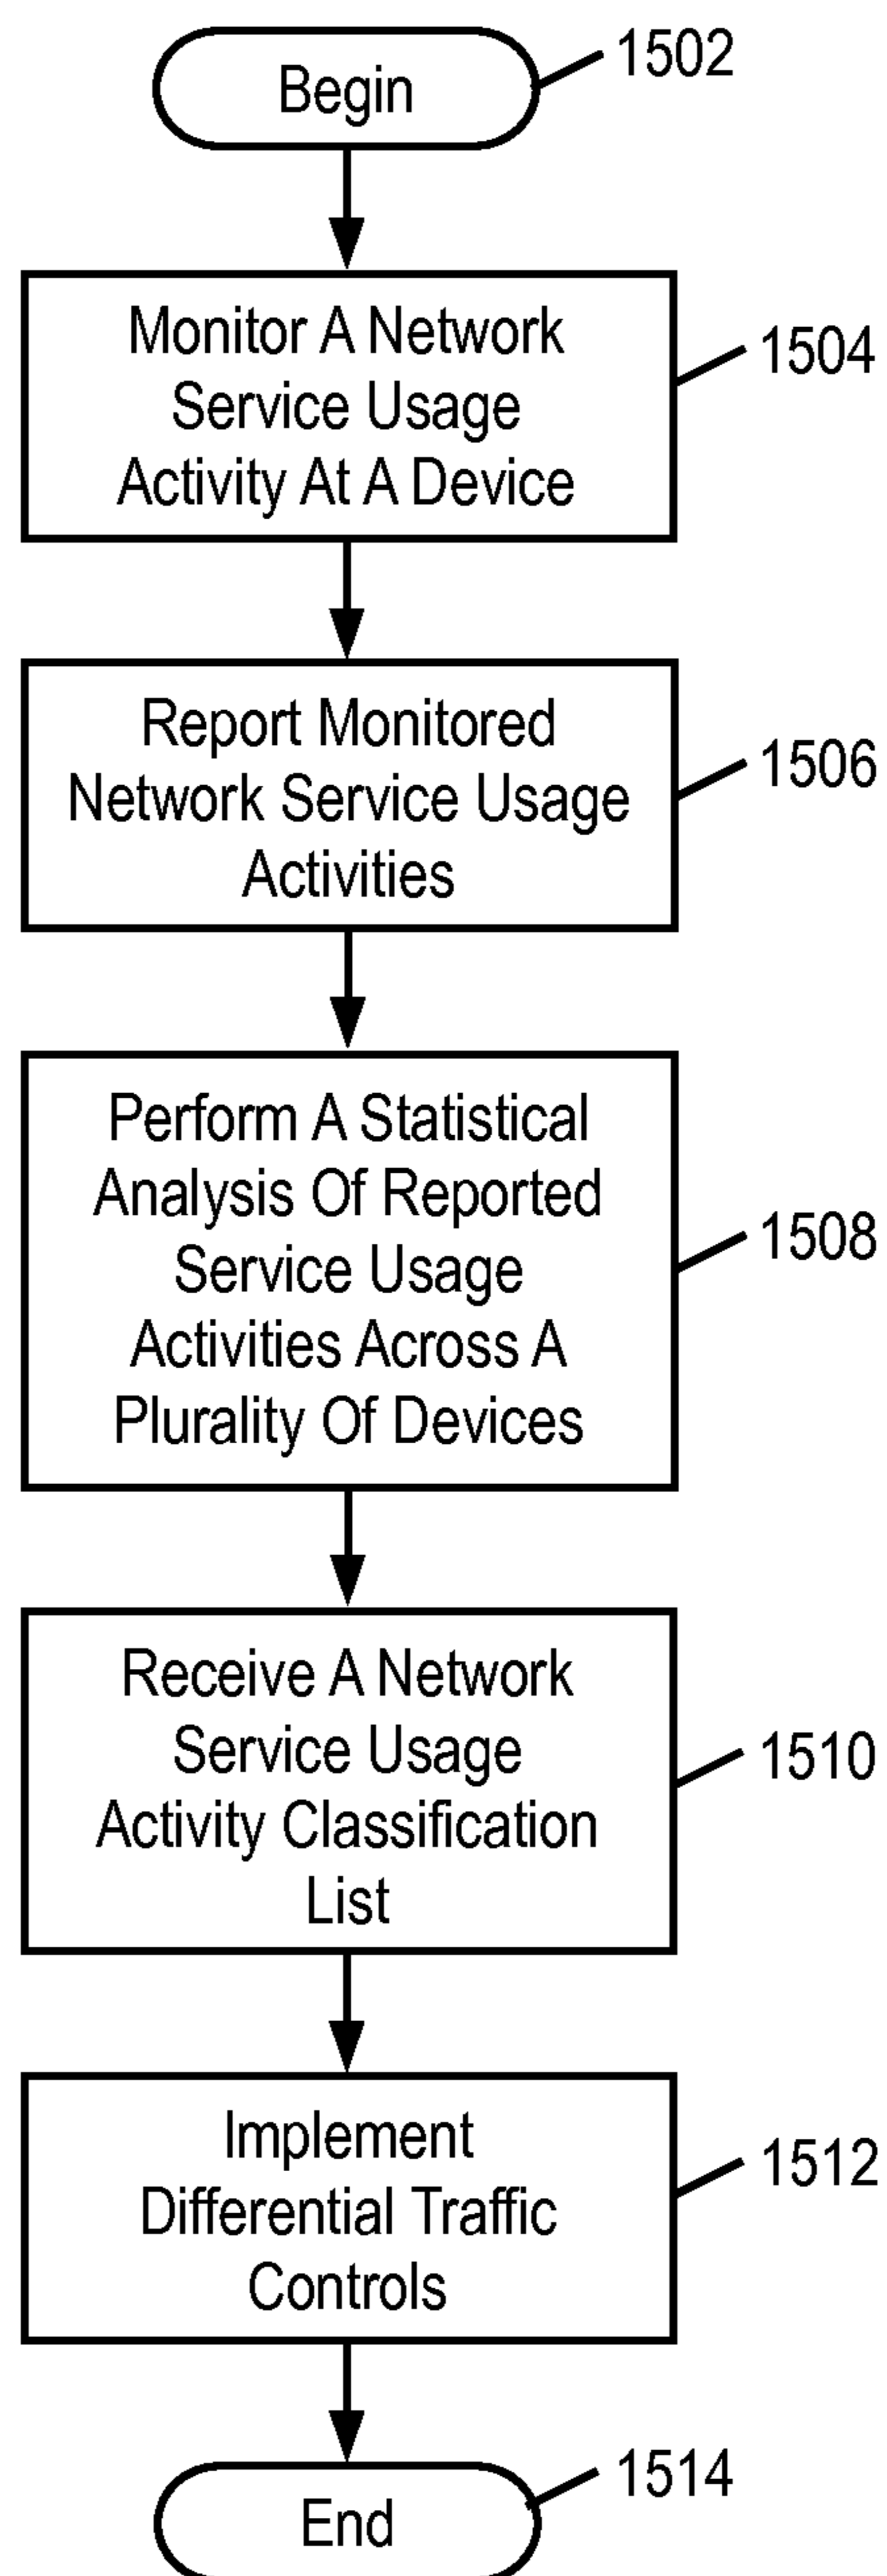 Begin
1502
Monitor A Network
Service Usage
Activity At A Device
1504
Report Monitored
Network Service Usage
Activities
1506
Perform A Statistical
Analysis Of Reported
Service Usage
Activities Across A
Plurality Of Devices
1508
Receive A Network
Service Usage
Activity Classification
List
1510
Implement
Differential Traffic
Controls
1512
End
1514